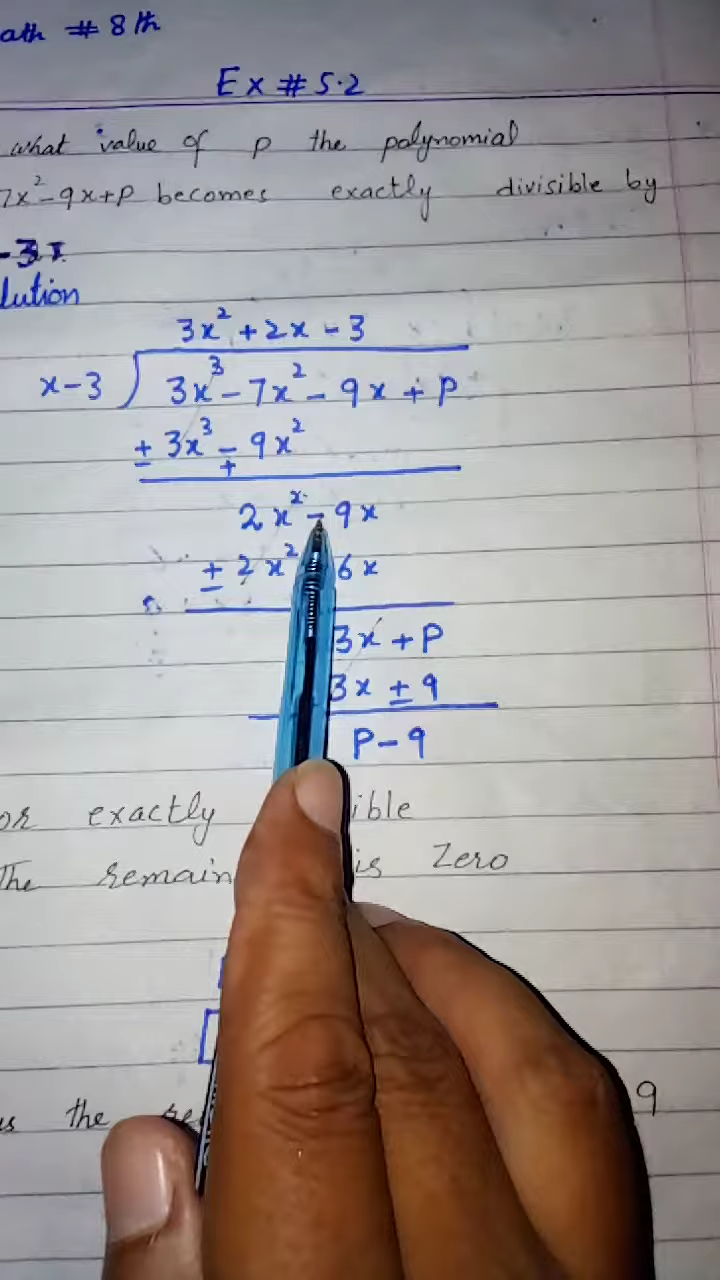 ath # 8th
Ex # 5.2
what value of p the polynomial
7x² - 9x + p becomes exactly divisible by
-3
lution
3x² + 2x - 3
x - 3 ) 3x³ - 7x² - 9x + p
± 3x³ ∓ 9x²
2x² - 9x
± 2x² 6x
3x + p
3x ± 9
p - 9
or exactly ible
The remain is Zero
s the re 9